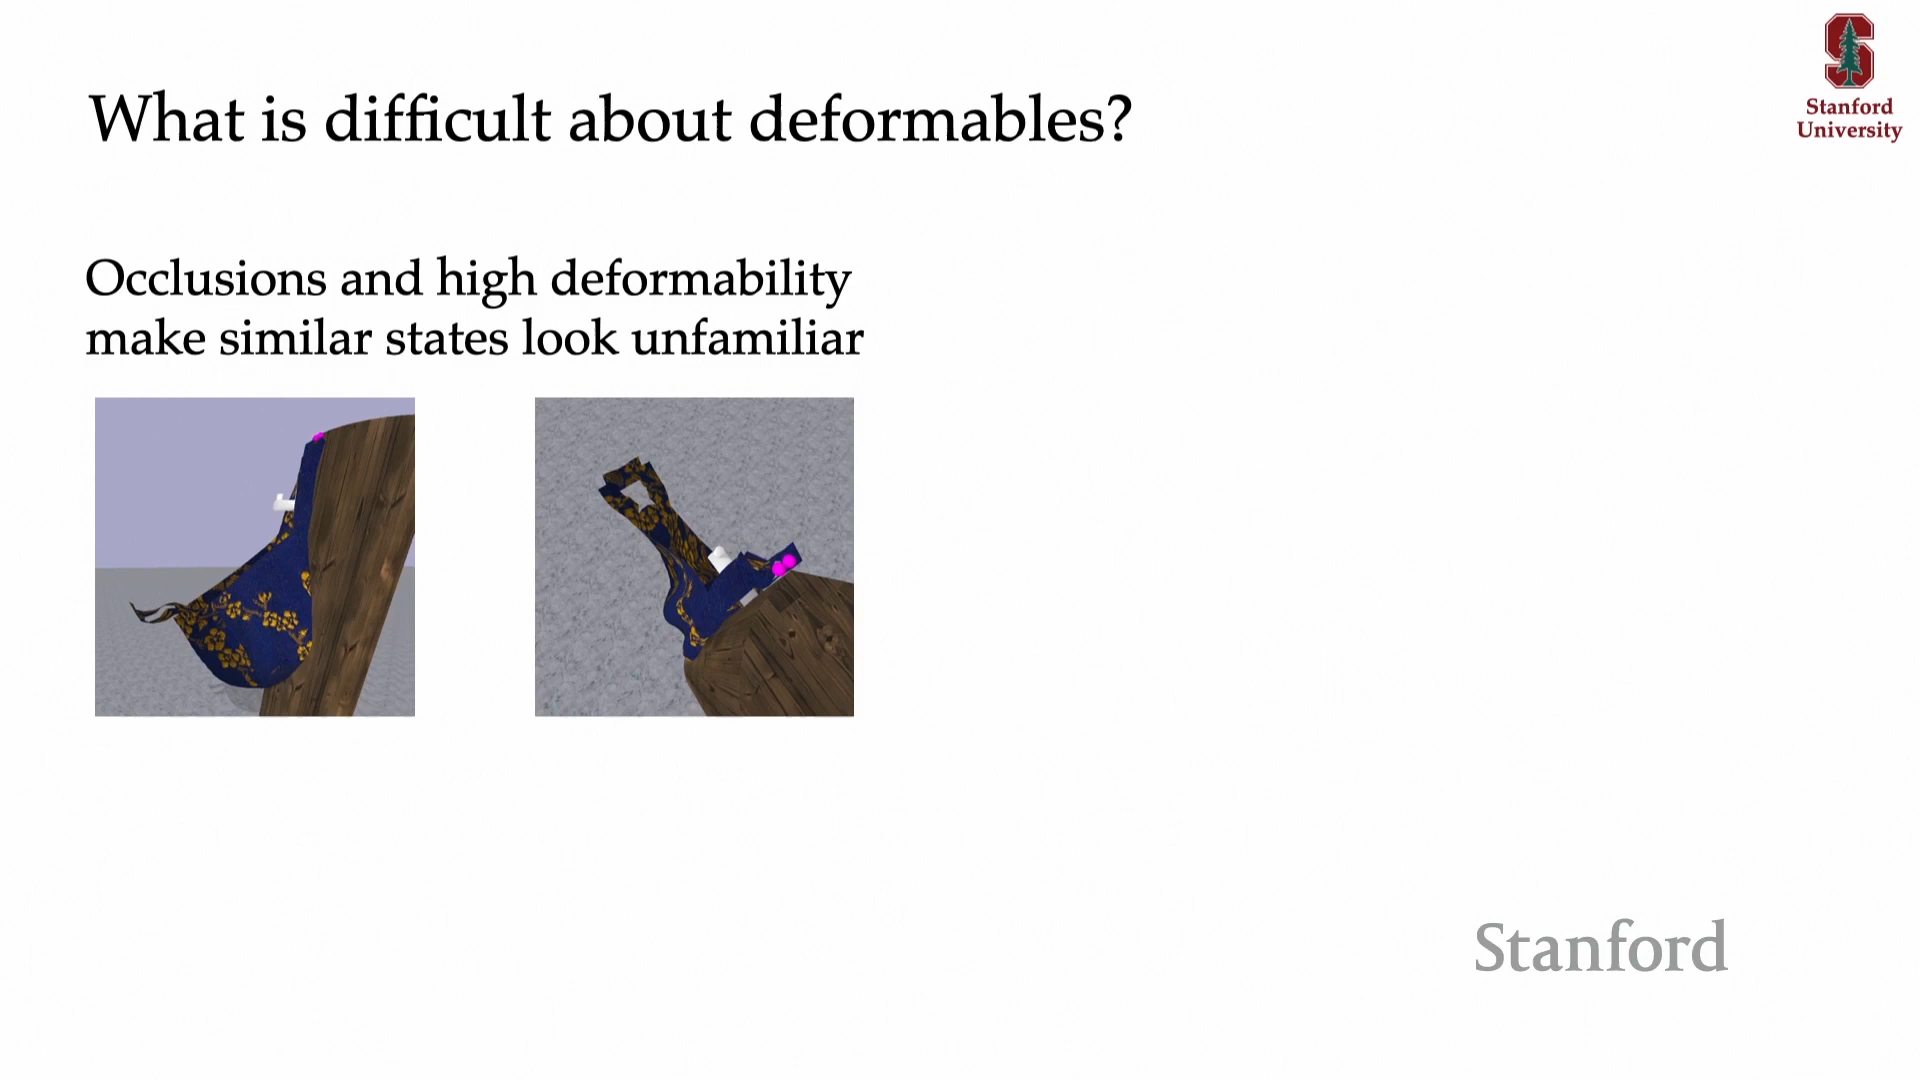 What is difficult about deformables?
Stanford
University
Occlusions and high deformability
make similar states look unfamiliar
Stanford